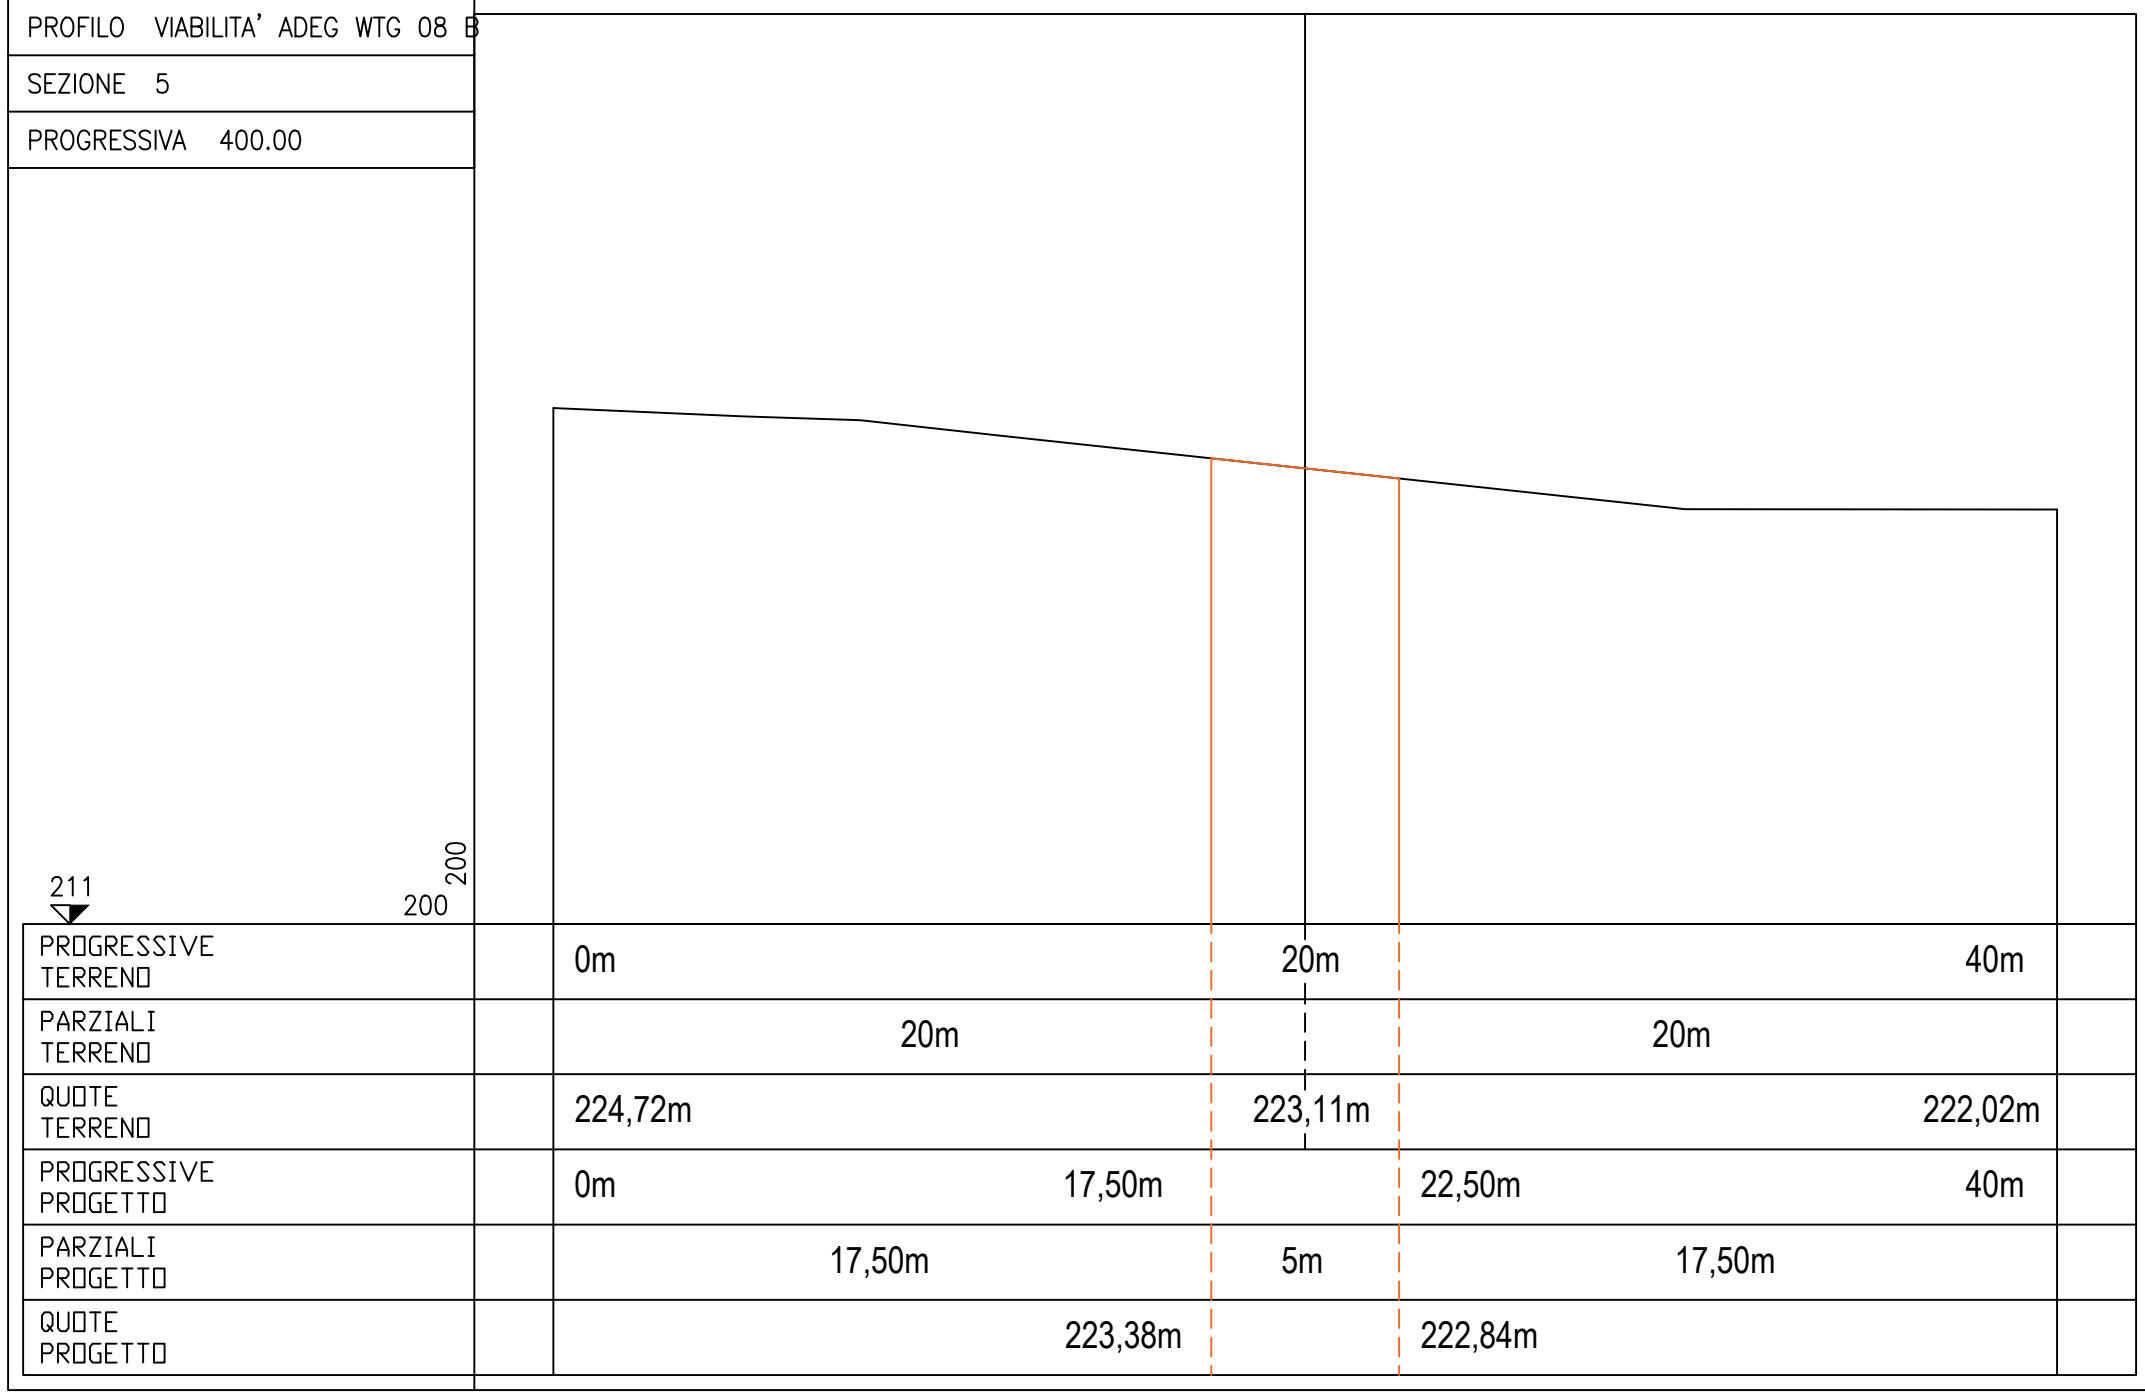 PROFILO VIABILITA' ADEG WTG 08 B
SEZIONE 5
PROGRESSIVA 400.00
200
211
200
PROGRESSIVE
TERRENO
0m 20m 40m
PARZIALI
TERRENO
20m 20m
QUOTE
TERRENO
224,72m 223,11m 222,02m
PROGRESSIVE
PROGETTO
0m 17,50m 22,50m 40m
PARZIALI
PROGETTO
17,50m 5m 17,50m
QUOTE
PROGETTO
223,38m 222,84m